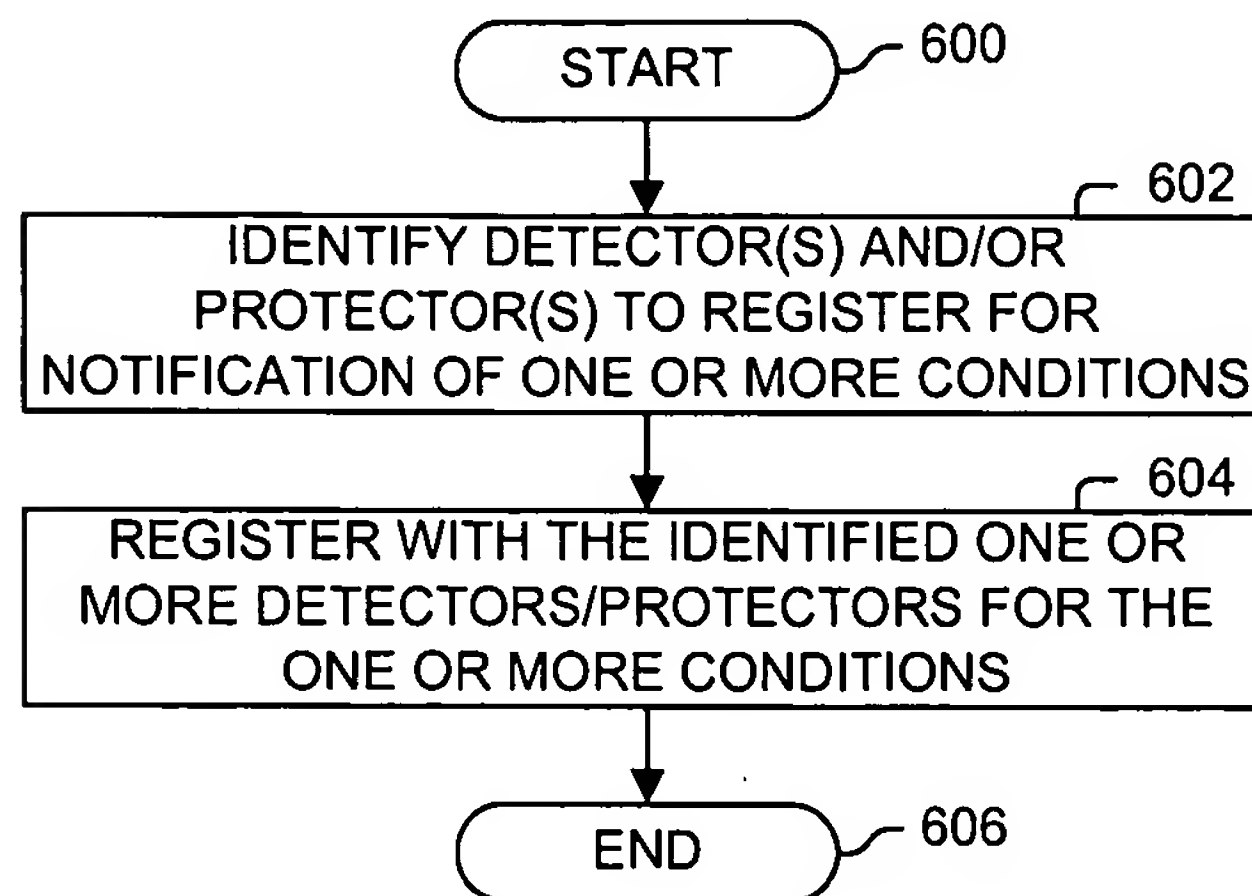 START
600
602
IDENTIFY DETECTOR(S) AND/OR
PROTECTOR(S) TO REGISTER FOR
NOTIFICATION OF ONE OR MORE CONDITIONS
604
REGISTER WITH THE IDENTIFIED ONE OR
MORE DETECTORS/PROTECTORS FOR THE
ONE OR MORE CONDITIONS
END
606